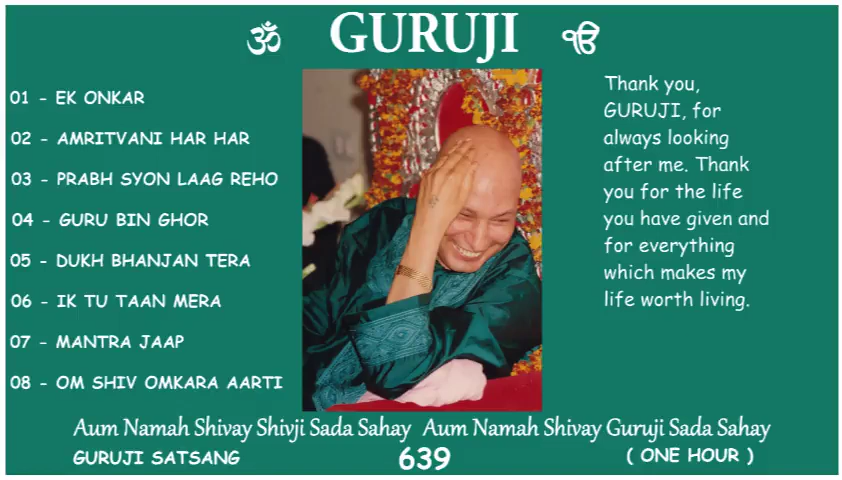 ॐ GURUJI ੴ
01 - EK ONKAR
02 - AMRITVANI HAR HAR
03 - PRABH SYON LAAG REHO
04 - GURU BIN GHOR
05 - DUKH BHANJAN TERA
06 - IK TU TAAN MERA
07 - MANTRA JAAP
08 - OM SHIV OMKARA AARTI
Thank you,
GURUJI, for
always looking
after me. Thank
you for the life
you have given and
for everything
which makes my
life worth living.
Aum Namah Shivay Shivji Sada Sahay Aum Namah Shivay Guruji Sada Sahay
GURUJI SATSANG 639 ( ONE HOUR )